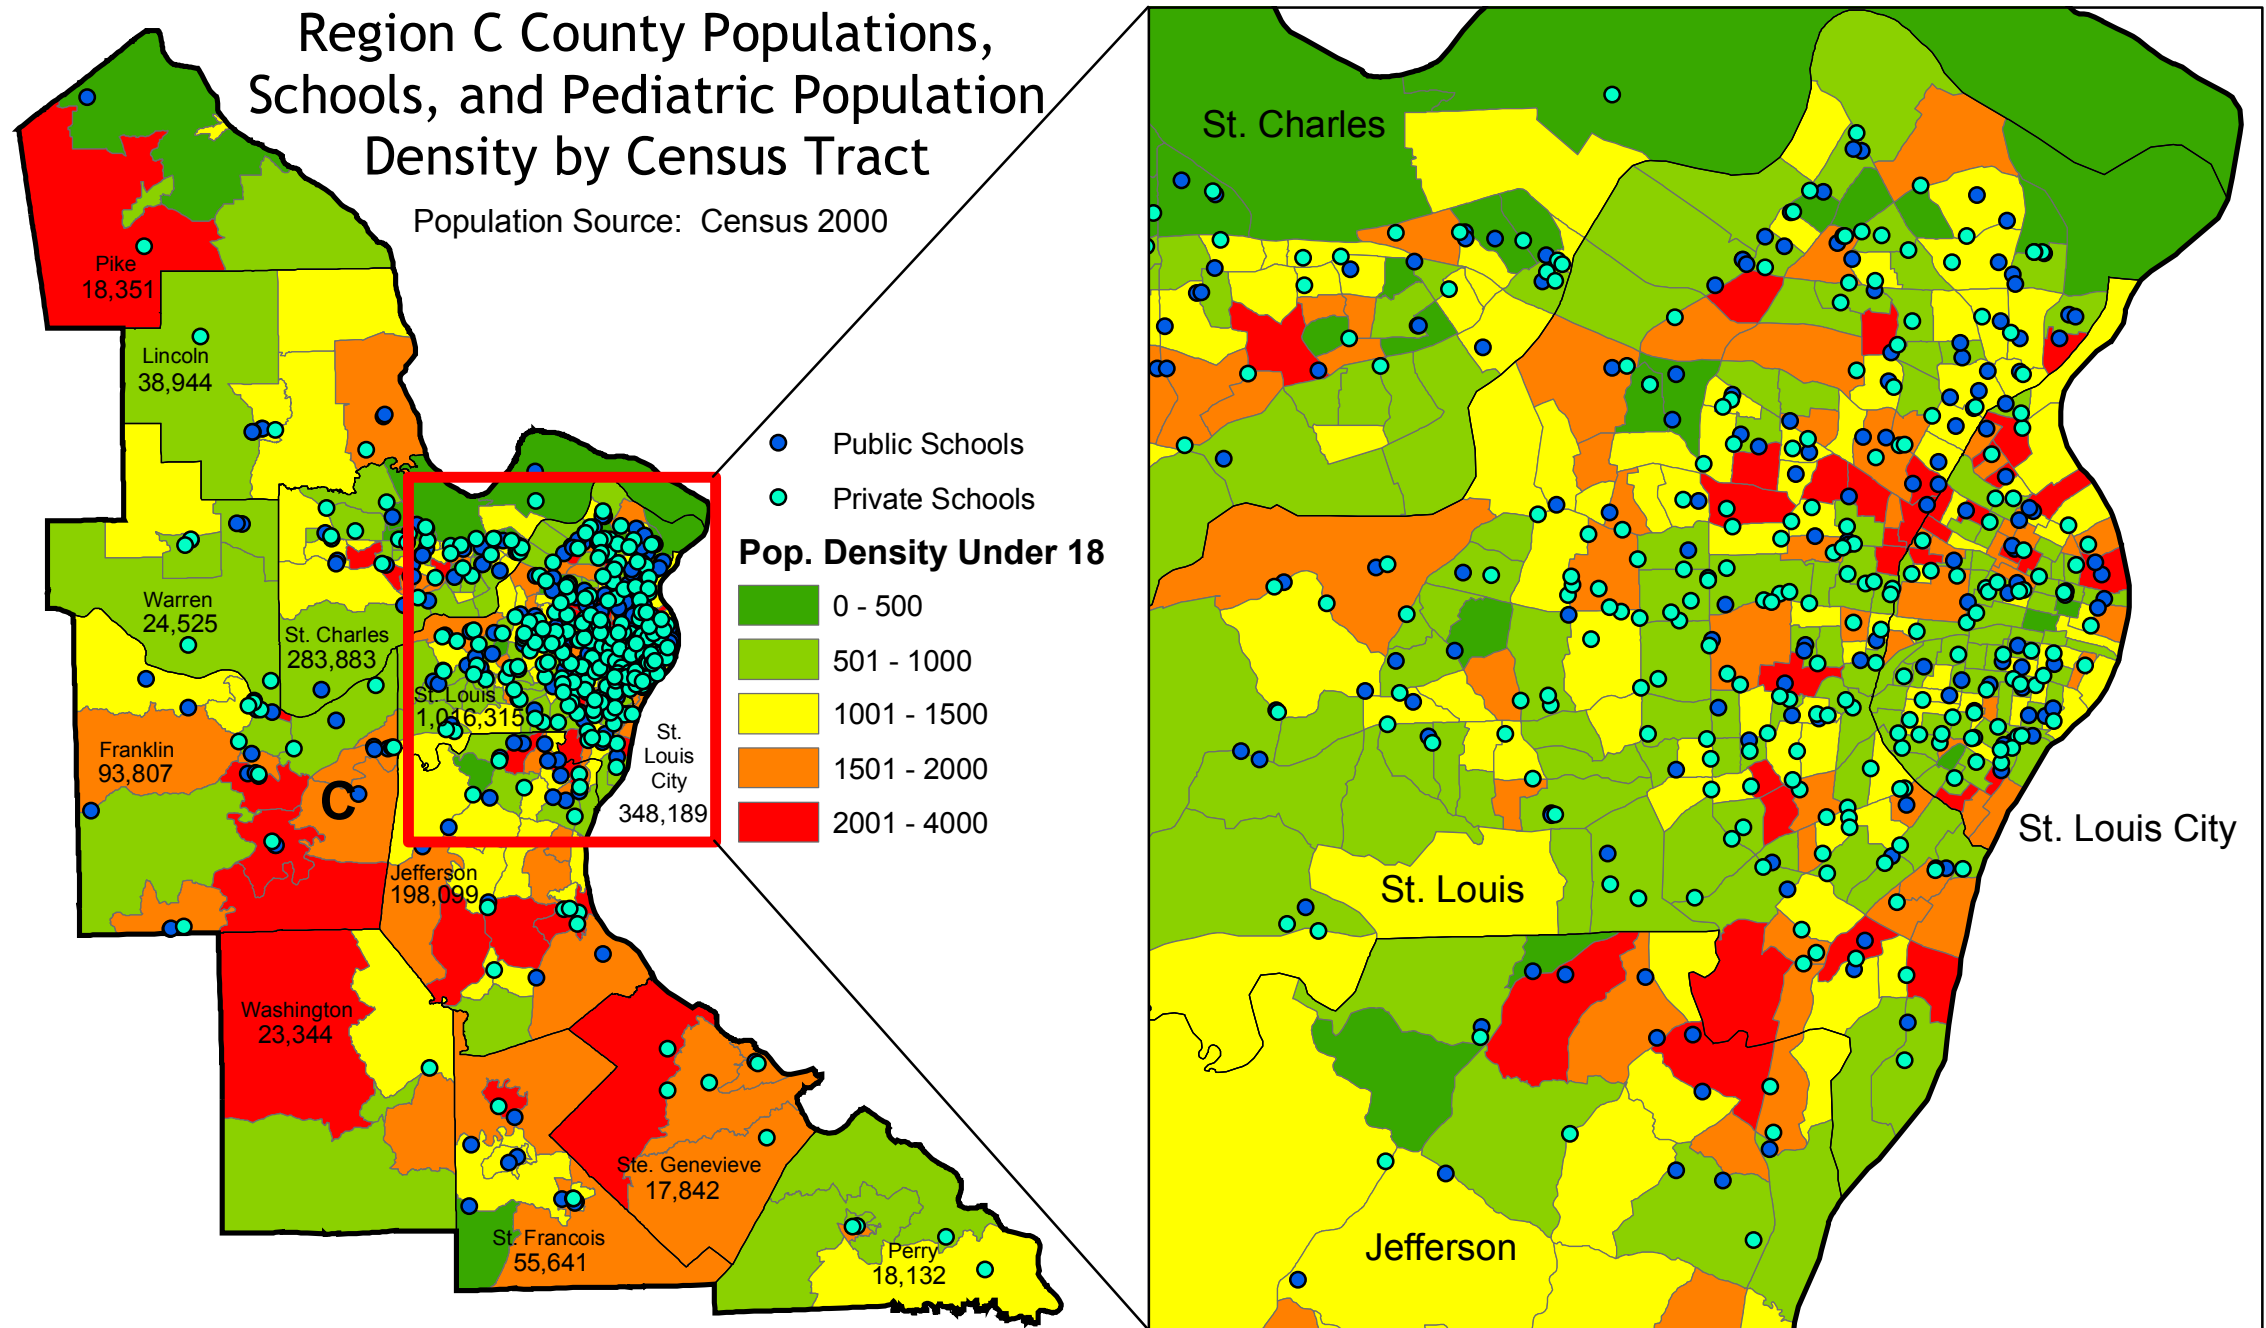 Region C County Populations,
Schools, and Pediatric Population
Density by Census Tract
Population Source:  Census 2000
Pike
18,351
Lincoln
38,944
Warren
24,525
St. Charles
283,883
St. Louis
1,016,315
St.
Louis
City
348,189
Franklin
93,807
C
Jefferson
198,099
Washington
23,344
Ste. Genevieve
17,842
St. Francois
55,641
Perry
18,132
Public Schools
Private Schools
Pop. Density Under 18
0 - 500
501 - 1000
1001 - 1500
1501 - 2000
2001 - 4000
St. Charles
St. Louis City
St. Louis
Jefferson